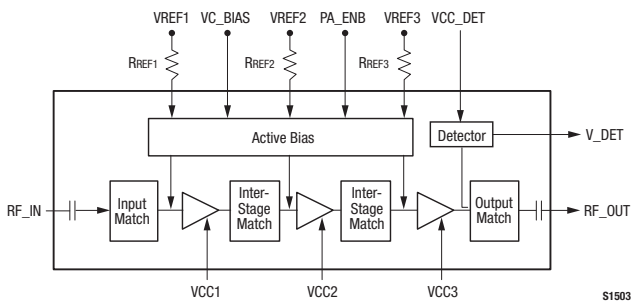 VREF1 VC_BIAS VREF2 PA_ENB VREF3 VCC_DET
RREF1 RREF2 RREF3
Active Bias
Detector
V_DET
RF_IN
Input
Match
Inter-
Stage
Match
Inter-
Stage
Match
Output
Match
RF_OUT
VCC1 VCC2 VCC3
S1503